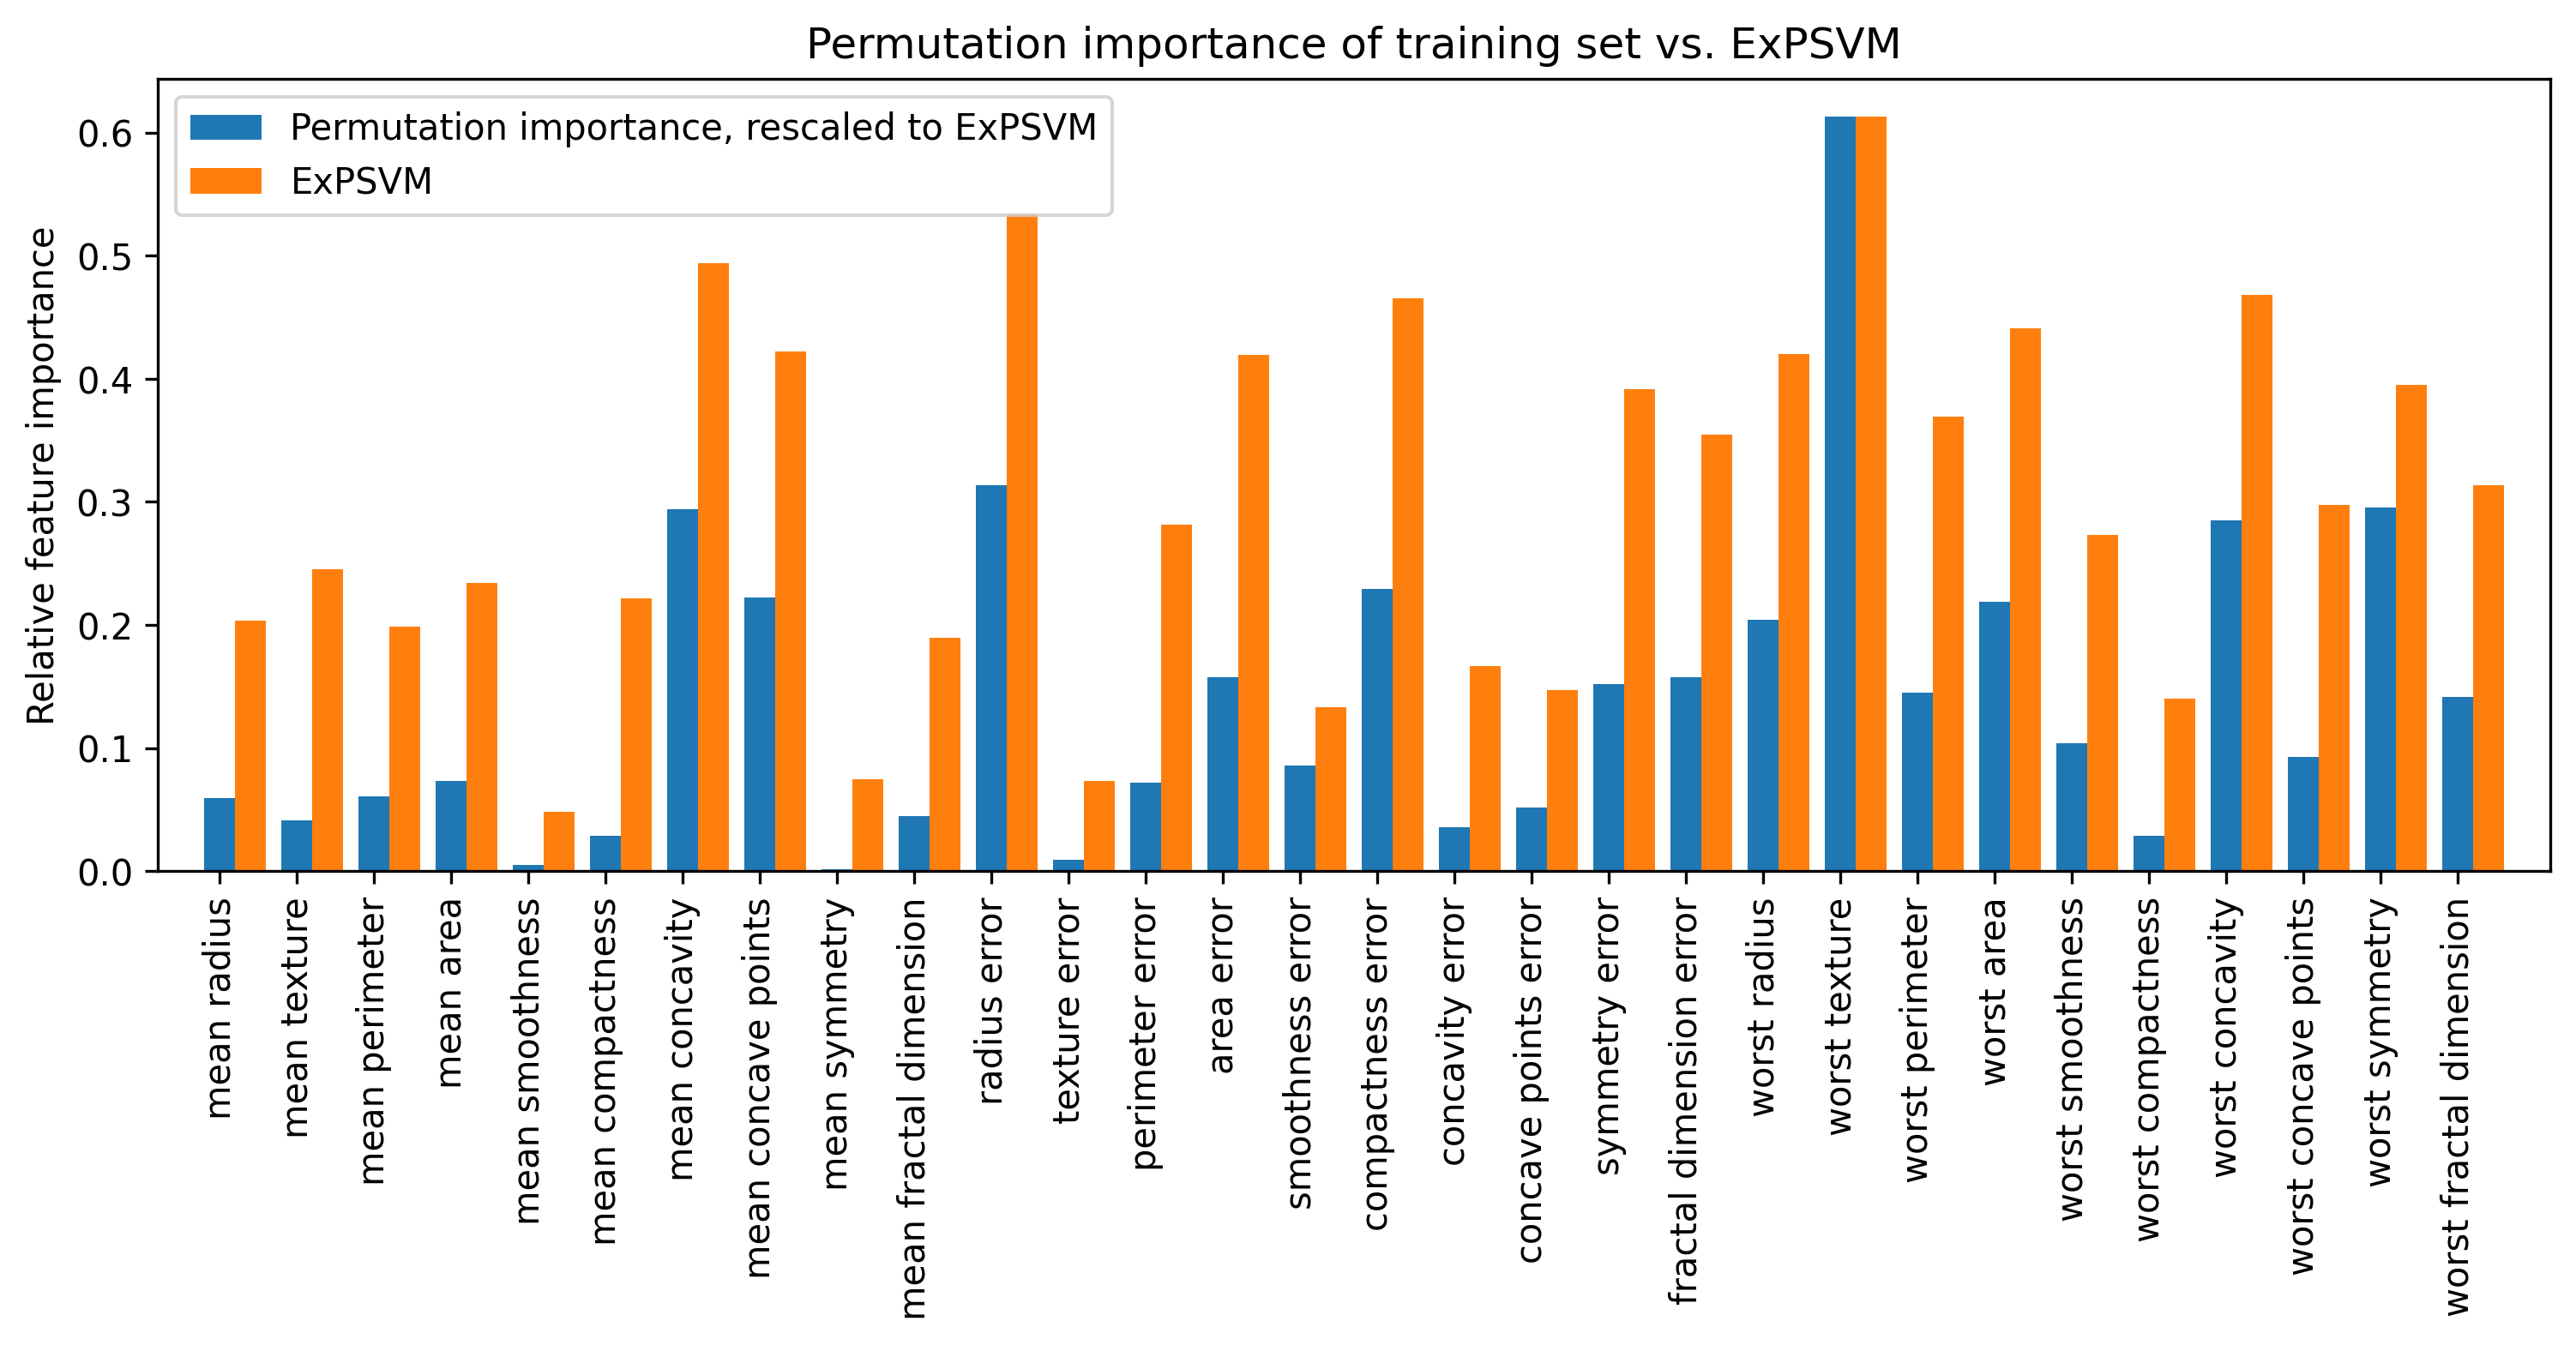 Permutation importance of training set vs. ExPSVM
Permutation importance, rescaled to ExPSVM
ExPSVM
Relative feature importance
0.6
0.5
0.4
0.3
0.2
0.1
0.0
mean radius
mean texture
mean perimeter
mean area
mean smoothness
mean compactness
mean concavity
mean concave points
mean symmetry
mean fractal dimension
radius error
texture error
perimeter error
area error
smoothness error
compactness error
concavity error
concave points error
symmetry error
fractal dimension error
worst radius
worst texture
worst perimeter
worst area
worst smoothness
worst compactness
worst concavity
worst concave points
worst symmetry
worst fractal dimension